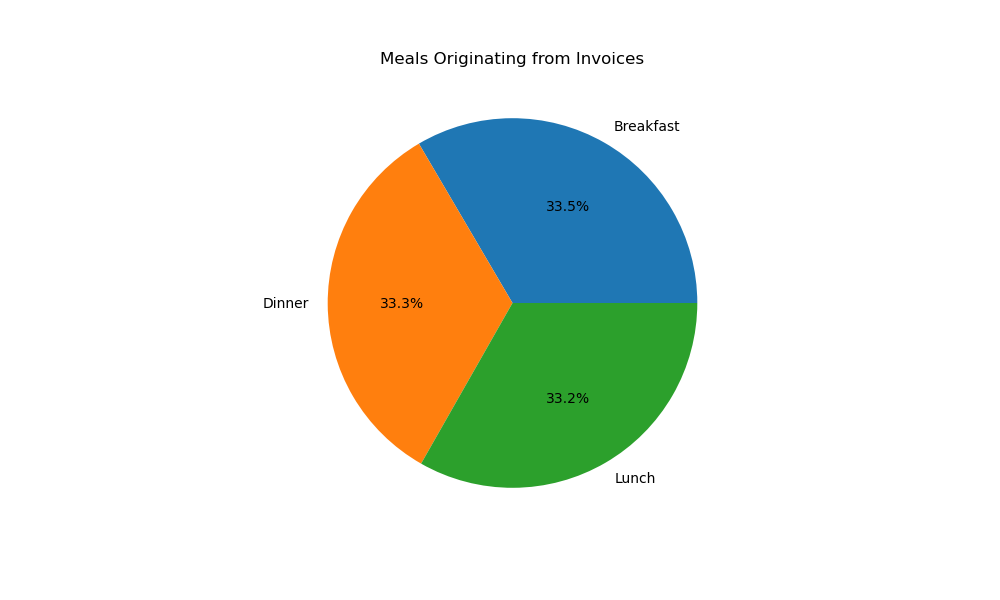 Meals Originating from Invoices
Breakfast
33.5%
Dinner
33.3%
33.2%
Lunch